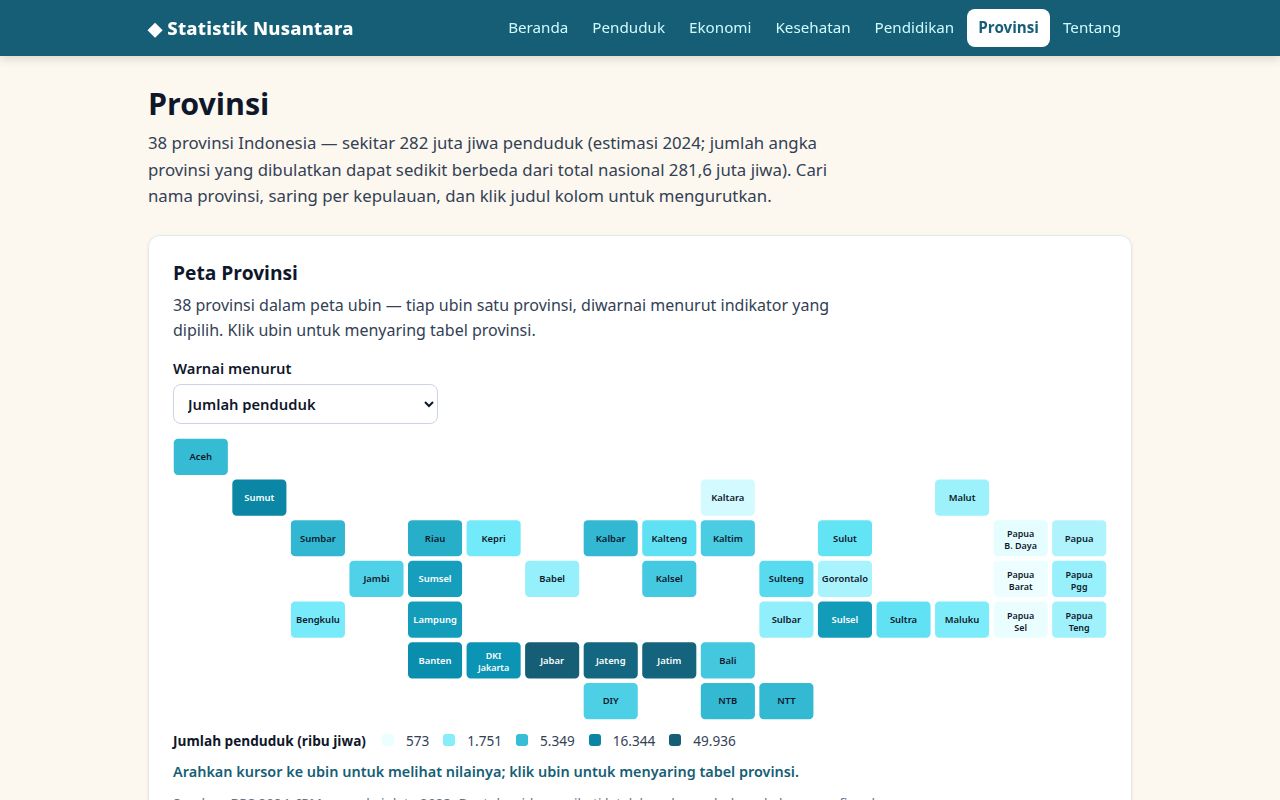 ◆ Statistik Nusantara
Beranda Penduduk Ekonomi Kesehatan Pendidikan Provinsi Tentang
Provinsi
38 provinsi Indonesia — sekitar 282 juta jiwa penduduk (estimasi 2024; jumlah angka
provinsi yang dibulatkan dapat sedikit berbeda dari total nasional 281,6 juta jiwa). Cari
nama provinsi, saring per kepulauan, dan klik judul kolom untuk mengurutkan.
Peta Provinsi
38 provinsi dalam peta ubin — tiap ubin satu provinsi, diwarnai menurut indikator yang
dipilih. Klik ubin untuk menyaring tabel provinsi.
Warnai menurut
Jumlah penduduk
Aceh
Sumut Kaltara Malut
Sumbar Riau Kepri Kalbar Kalteng Kaltim Sulut Papua B. Daya Papua
Jambi Sumsel Babel Kalsel Sulteng Gorontalo Papua Barat Papua Pgg
Bengkulu Lampung Sulbar Sulsel Sultra Maluku Papua Sel Papua Teng
Banten DKI Jakarta Jabar Jateng Jatim Bali
DIY NTB NTT
Jumlah penduduk (ribu jiwa) 573 1.751 5.349 16.344 49.936
Arahkan kursor ke ubin untuk melihat nilainya; klik ubin untuk menyaring tabel provinsi.